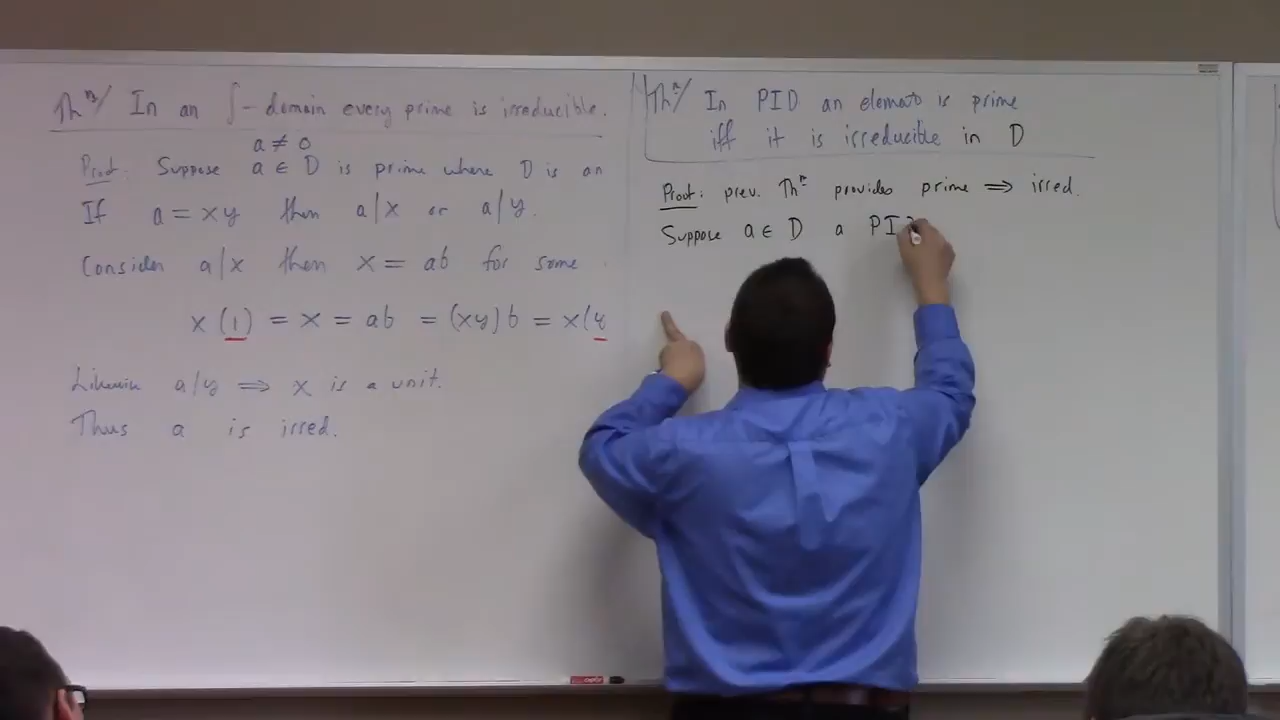 Thᵐ/ In an ∫-domain every prime is irreducible.
a ≠ 0
Proof: Suppose a ∈ D is prime where D is an
If a = xy then a|x or a|y.
Consider a|x then x = ab for some
x(1) = x = ab = (xy)b = x(y
Likewise a|y ⟹ x is a unit.
Thus a is irred.
Thᵐ/ In PID an elemato is prime
iff it is irreducible in D
Proof: prev. Thᵐ provides prime ⟹ irred.
Suppose a ∈ D a PI